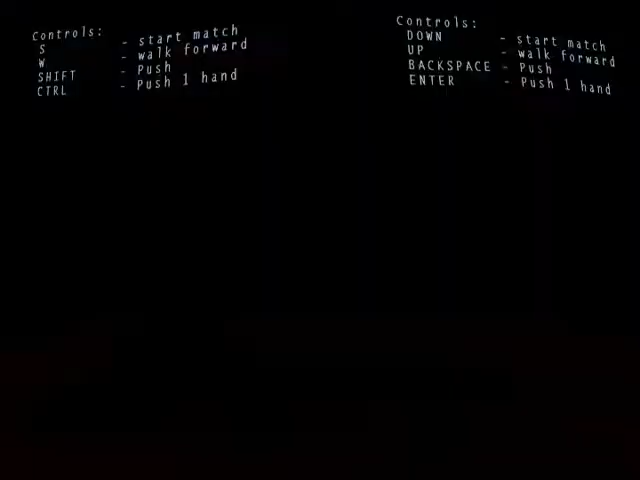 Controls:
S - start match
W - walk forward
SHIFT - Push
CTRL - Push 1 hand
Controls:
DOWN - start match
UP - walk forward
BACKSPACE - Push
ENTER - Push 1 hand